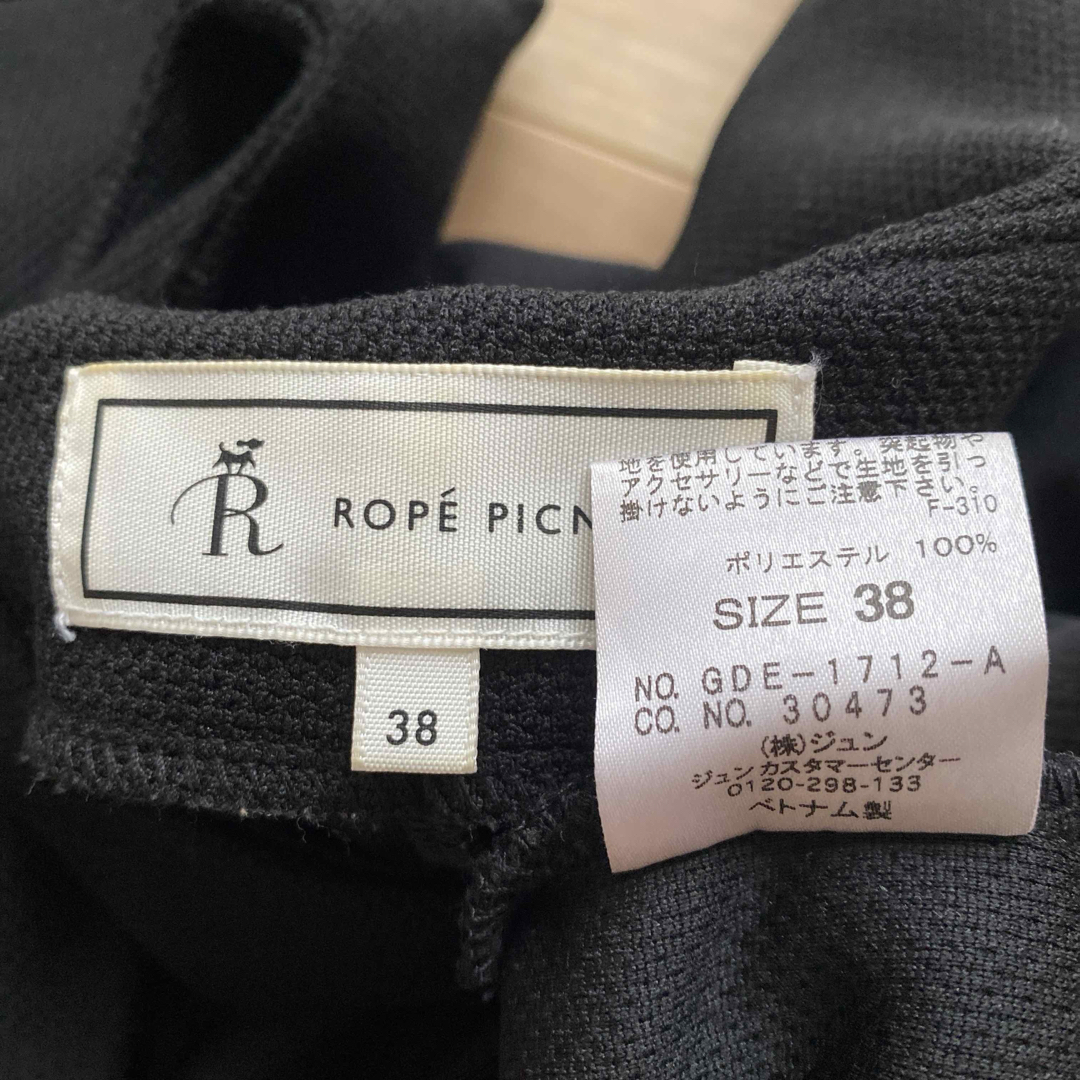 R
ROPÉ PICN
38
地を使用しています。突起物や
アクセサリーなどで生地を引っ
掛けないようにご注意下さい。
F-310
ポリエステル 100%
SIZE 38
NO. GDE-1712-A
CO. NO. 30473
(株)ジュン
ジュンカスタマーセンター
0120-298-133
ベトナム製